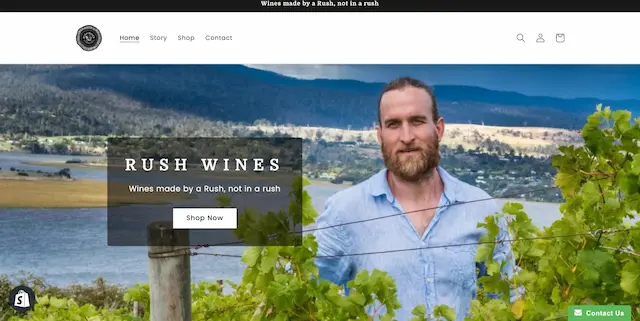 Wines made by a Rush, not in a rush
Home Story Shop Contact
RUSH WINES
Wines made by a Rush, not in a rush
Shop Now
Contact Us